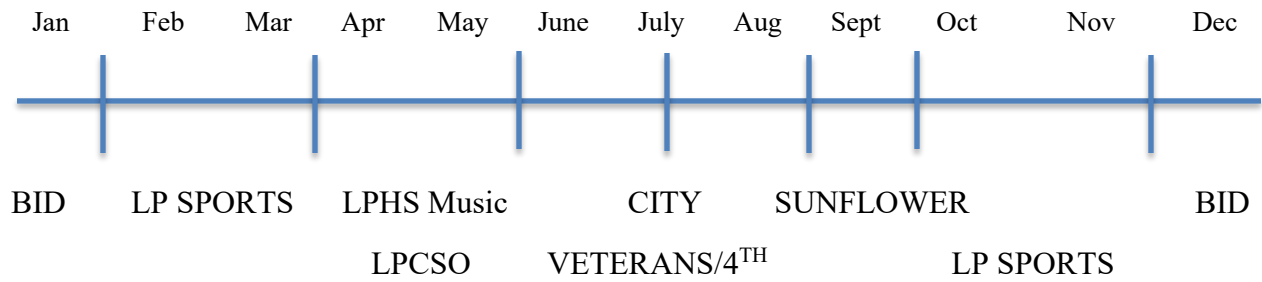 Jan Feb Mar Apr May June July Aug Sept Oct Nov Dec
BID LP SPORTS LPHS Music CITY SUNFLOWER BID
LPCSO VETERANS/4TH LP SPORTS